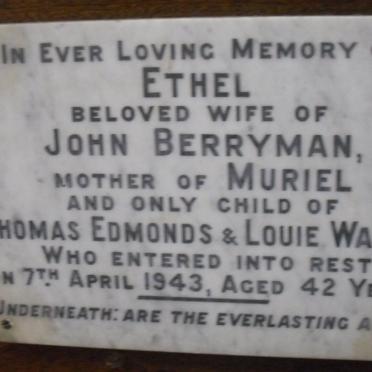 IN EVER LOVING MEMORY
ETHEL
BELOVED WIFE OF
JOHN BERRYMAN,
MOTHER OF MURIEL
AND ONLY CHILD OF
THOMAS EDMONDS & LOUIE
WHO ENTERED INTO REST
7TH. APRIL 1943, AGED 42
UNDERNEATH: ARE THE EVERLASTING